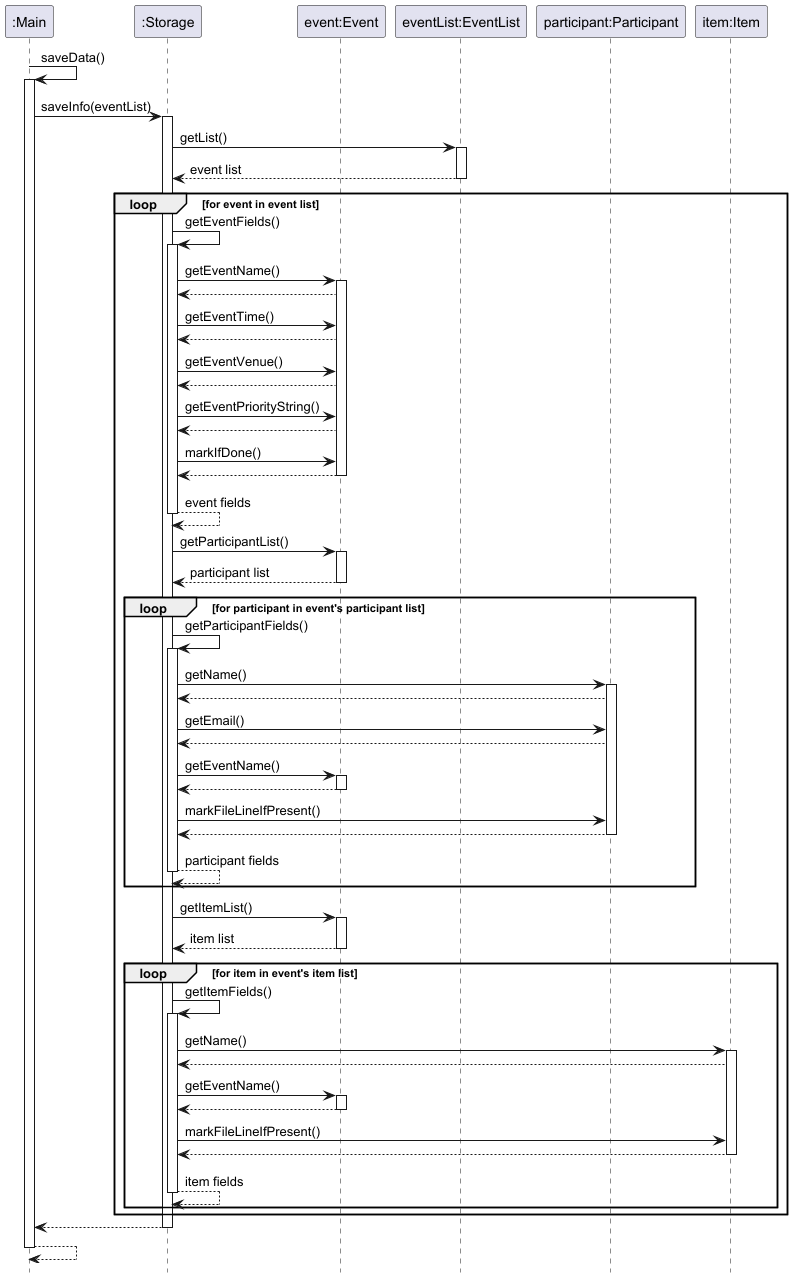 :Main
:Storage
event:Event
eventList:EventList
participant:Participant
item:Item
saveData()
saveInfo(eventList)
getList()
event list
loop [for event in event list]
getEventFields()
getEventName()
getEventTime()
getEventVenue()
getEventPriorityString()
markIfDone()
event fields
getParticipantList()
participant list
loop [for participant in event's participant list]
getParticipantFields()
getName()
getEmail()
getEventName()
markFileLineIfPresent()
participant fields
getItemList()
item list
loop [for item in event's item list]
getItemFields()
getName()
getEventName()
markFileLineIfPresent()
item fields